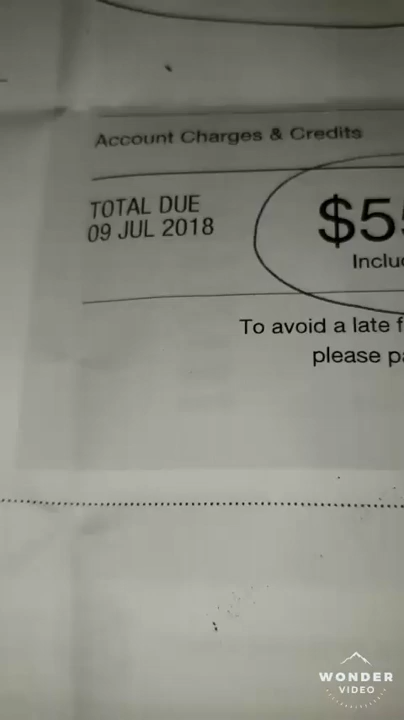 Account Charges & Credits
TOTAL DUE
09 JUL 2018
$5
To avoid a late
please
WONDER
VIDEO